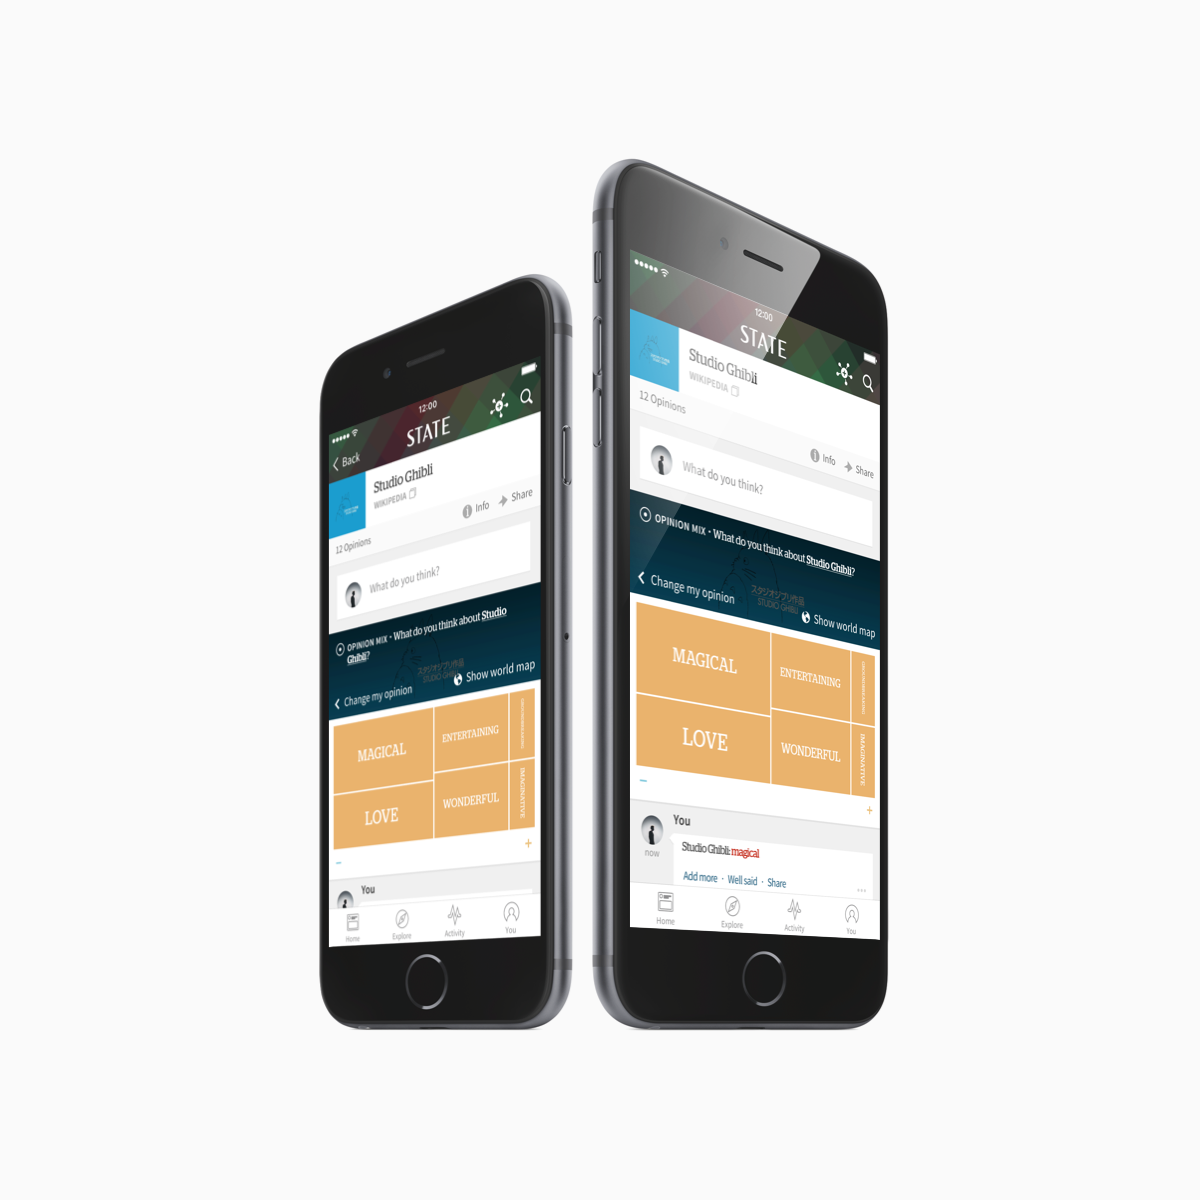 12:00
STATE
Back
Studio Ghibli
WIKIPEDIA
Info
Share
12 Opinions
What do you think?
OPINION MIX • What do you think about Studio
Ghibli?
スタジオジブリ作品
STUDIO GHIBLI
Show world map
Change my opinion
MAGICAL
ENTERTAINING
LOVE
WONDERFUL
IMAGINATIVE
–
+
You
Home
Explore
Activity
You
12:00
STATE
Studio Ghibli
WIKIPEDIA
12 Opinions
Info
Share
What do you think?
OPINION MIX • What do you think about Studio Ghibli?
スタジオジブリ作品
STUDIO GHIBLI
Change my opinion
Show world map
MAGICAL
ENTERTAINING
LOVE
WONDERFUL
IMAGINATIVE
–
+
You
now
Studio Ghibli: magical
Add more · Well said · Share
Home
Explore
Activity
You